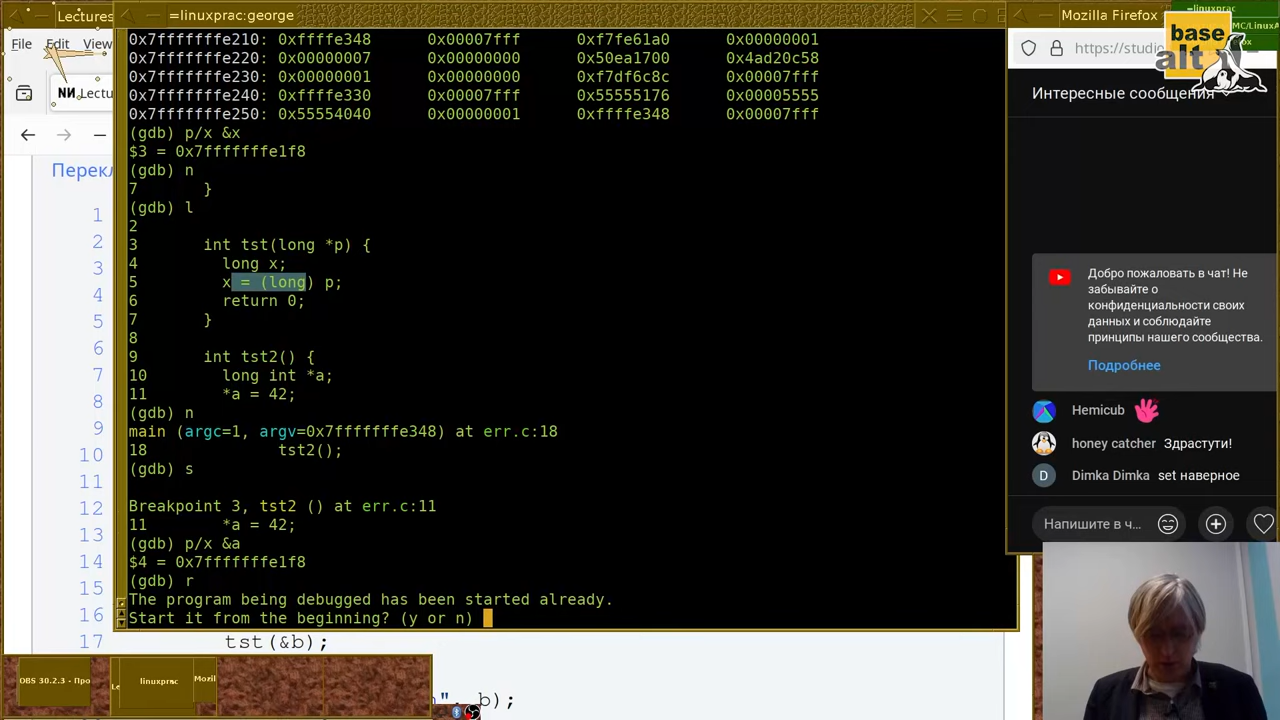 Lectures
=linuxprac:george
Mozilla Firefox
File Edit View
https://studio
base
alt
Lectu
Интересные сообщения
Перекл
1
2
3
4
5
6
7
8
9
10
11
12
13
14
15
16
17 tst(&b);
", b);
0x7fffffffe210: 0xffffe348 0x00007fff 0xf7fe61a0 0x00000001
0x7fffffffe220: 0x00000007 0x00000000 0x50ea1700 0x4ad20c58
0x7fffffffe230: 0x00000001 0x00000000 0xf7df6c8c 0x00007fff
0x7fffffffe240: 0xffffe330 0x00007fff 0x55555176 0x00005555
0x7fffffffe250: 0x55554040 0x00000001 0xffffe348 0x00007fff
(gdb) p/x &x
$3 = 0x7fffffffe1f8
(gdb) n
7 }
(gdb) l
2
3 int tst(long *p) {
4 long x;
5 x = (long) p;
6 return 0;
7 }
8
9 int tst2() {
10 long int *a;
11 *a = 42;
(gdb) n
main (argc=1, argv=0x7fffffffe348) at err.c:18
18 tst2();
(gdb) s
Breakpoint 3, tst2 () at err.c:11
11 *a = 42;
(gdb) p/x &a
$4 = 0x7fffffffe1f8
(gdb) r
The program being debugged has been started already.
Start it from the beginning? (y or n)
Добро пожаловать в чат! Не
забывайте о
конфиденциальности своих
данных и соблюдайте
принципы нашего сообщества.
Подробнее
Hemicub
honey catcher Здрастути!
Dimka Dimka set наверное
Напишите в ч...
OBS 30.2.3 - Про
linuxprac
Mozil